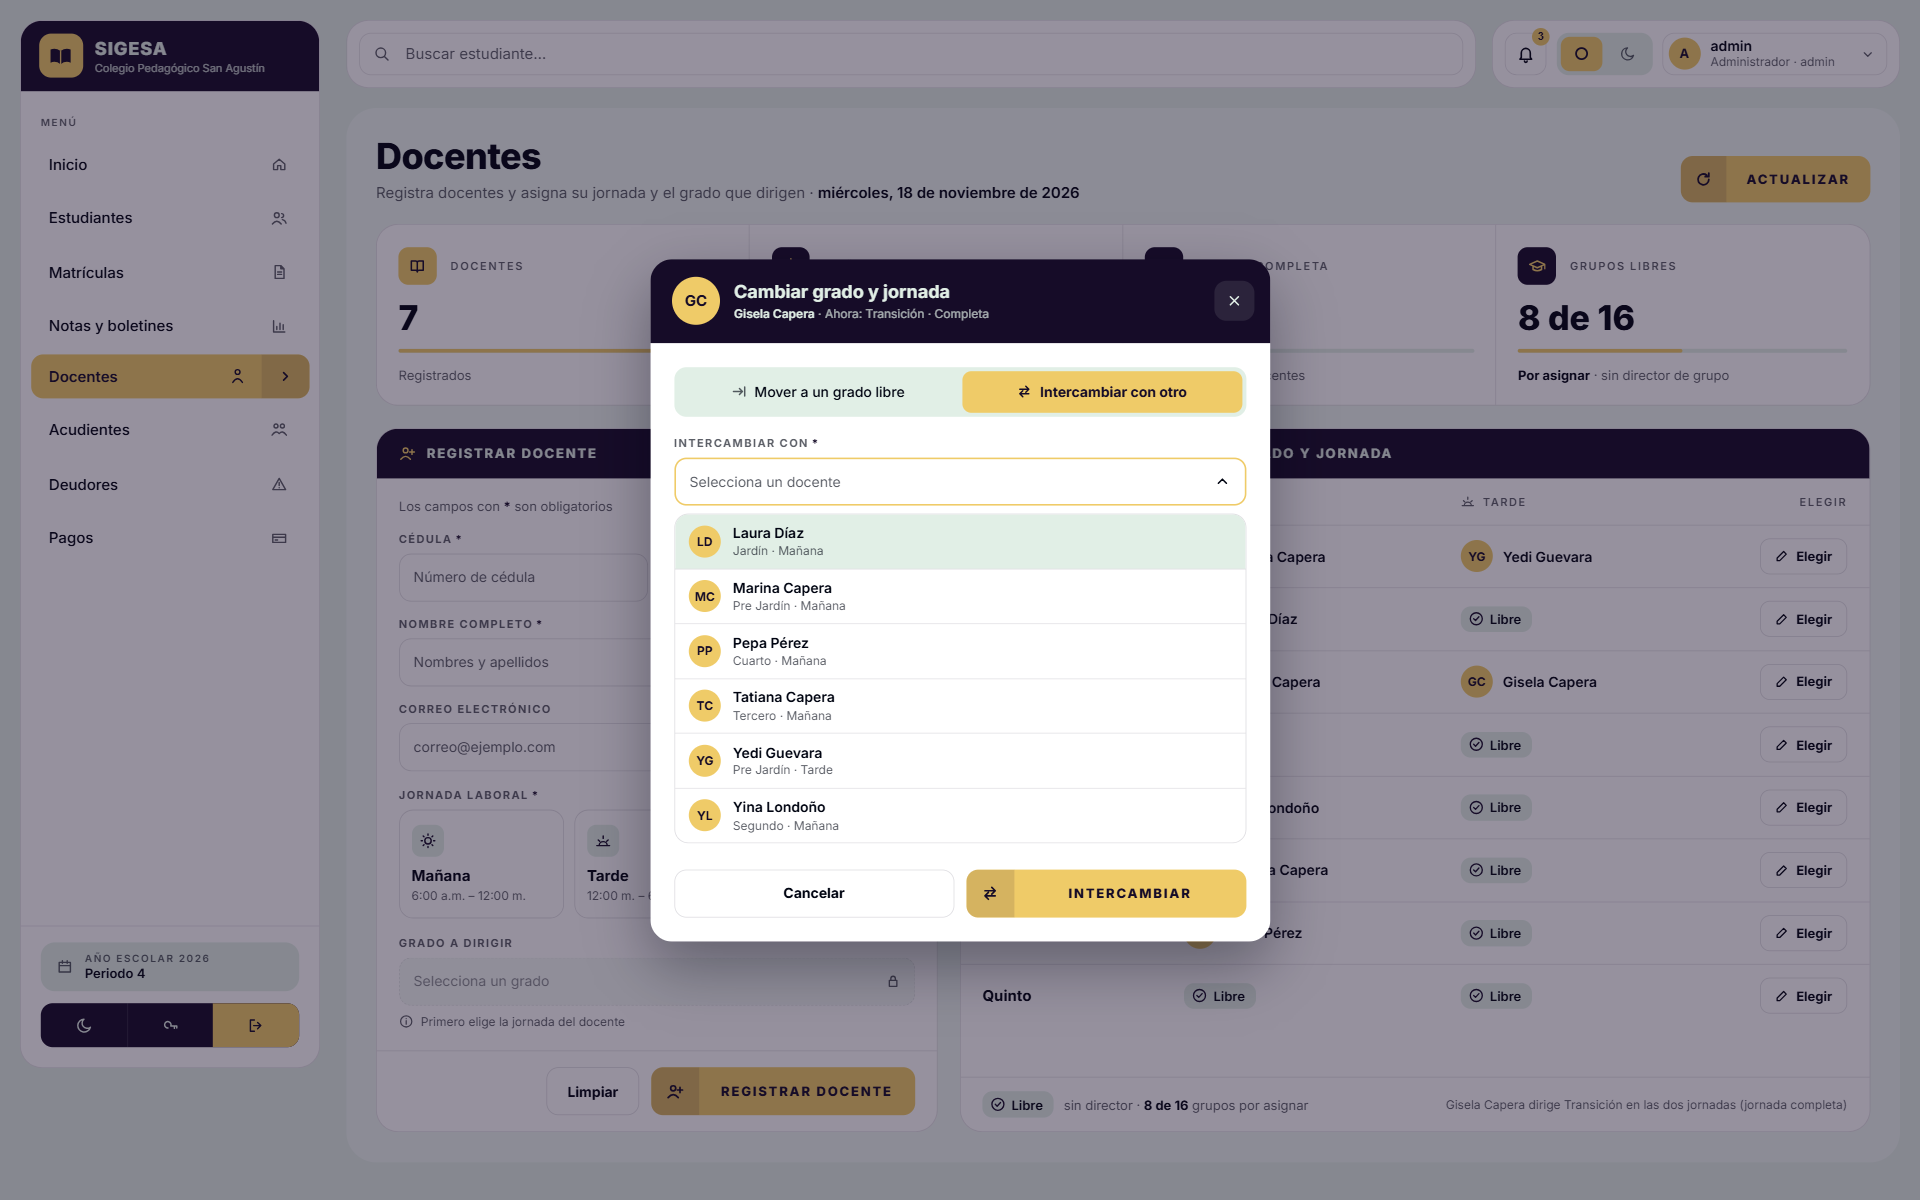 SIGESA
Colegio Pedagógico San Agustín
MENÚ
Inicio
Estudiantes
Matrículas
Notas y boletines
Docentes
Acudientes
Deudores
Pagos
AÑO ESCOLAR 2026
Periodo 4
Buscar estudiante...
3
A
admin
Administrador · admin
Docentes
Registra docentes y asigna su jornada y el grado que dirigen · miércoles, 18 de noviembre de 2026
ACTUALIZAR
DOCENTES
7
Registrados
GRUPOS LIBRES
8 de 16
Por asignar · sin director de grupo
REGISTRAR DOCENTE
Los campos con * son obligatorios
CÉDULA *
Número de cédula
NOMBRE COMPLETO *
Nombres y apellidos
CORREO ELECTRÓNICO
correo@ejemplo.com
JORNADA LABORAL *
Mañana
6:00 a.m. – 12:00 m.
Tarde
12:00 m. –
GRADO A DIRIGIR
Selecciona un grado
Primero elige la jornada del docente
Limpiar
REGISTRAR DOCENTE
GC
Cambiar grado y jornada
Gisela Capera · Ahora: Transición · Completa
Mover a un grado libre
Intercambiar con otro
INTERCAMBIAR CON *
Selecciona un docente
LD
Laura Díaz
Jardín · Mañana
MC
Marina Capera
Pre Jardín · Mañana
PP
Pepa Pérez
Cuarto · Mañana
TC
Tatiana Capera
Tercero · Mañana
YG
Yedi Guevara
Pre Jardín · Tarde
YL
Yina Londoño
Segundo · Mañana
Cancelar
INTERCAMBIAR
Y JORNADA
TARDE
ELEGIR
Capera
YG
Yedi Guevara
Elegir
Díaz
Libre
Elegir
Capera
GC
Gisela Capera
Elegir
Libre
Elegir
Libre
Elegir
Capera
Libre
Elegir
Pérez
Libre
Elegir
Quinto
Libre
Libre
Elegir
Libre
sin director · 8 de 16 grupos por asignar
Gisela Capera dirige Transición en las dos jornadas (jornada completa)